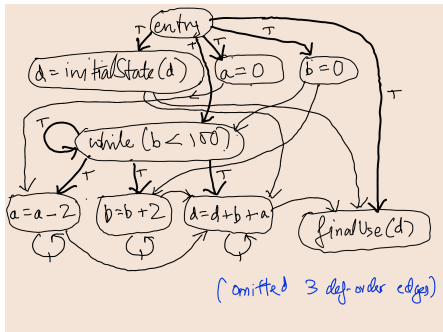 entry
T T T T T
d = initialState(d) a = 0 b = 0
T
T while (b < 100)
T T T
a = a - 2 b = b + 2 d = d + b + a finalUse(d)
(omitted 3 def-order edges)